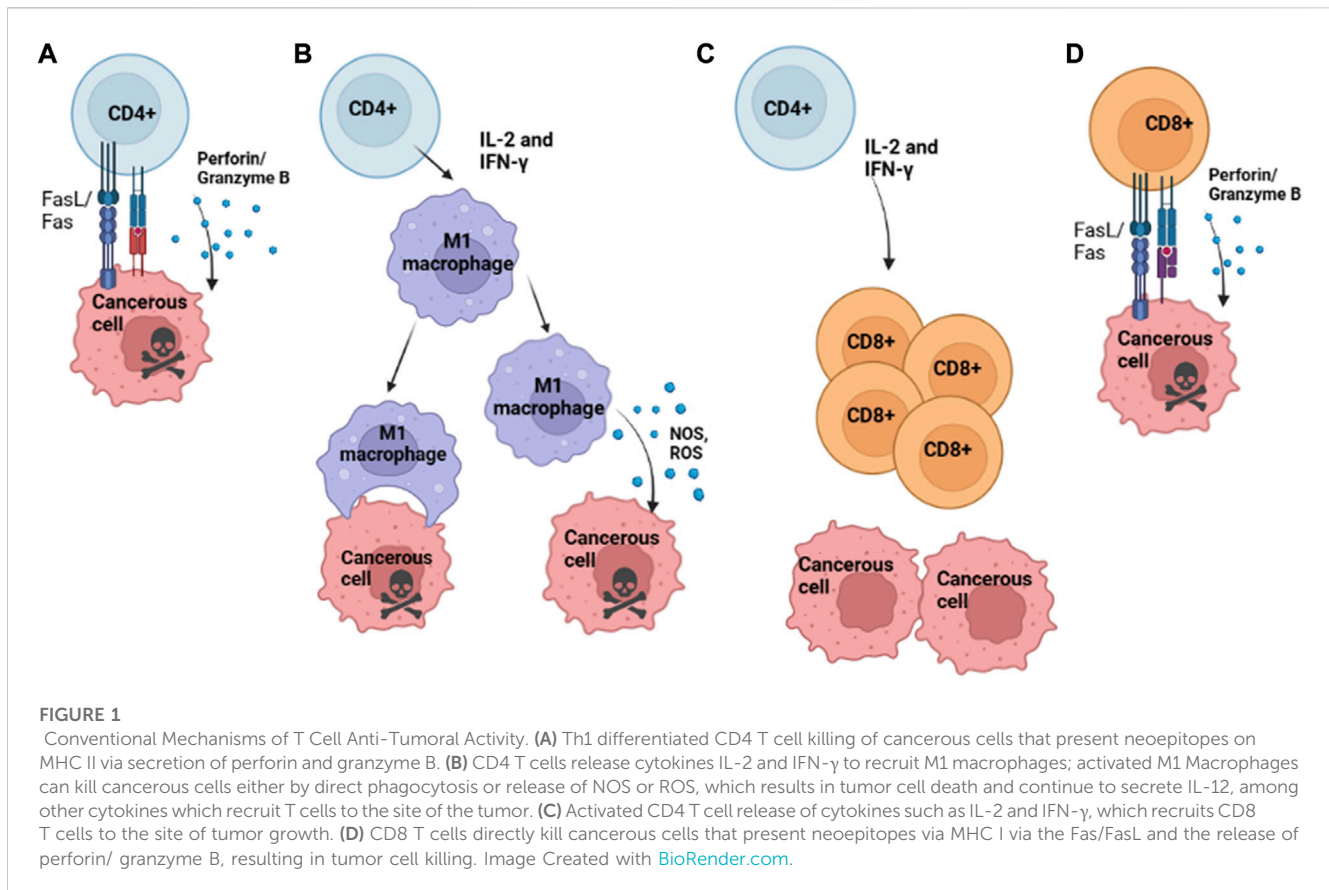 A
CD4+
Perforin/
Granzyme B
FasL/
Fas
Cancerous
cell
B
CD4+
IL-2 and
IFN-γ
M1
macrophage
M1
macrophage
M1
macrophage
NOS,
ROS
Cancerous
cell
Cancerous
cell
C
CD4+
IL-2 and
IFN-γ
CD8+
CD8+
CD8+
CD8+
Cancerous
cell
Cancerous
cell
D
CD8+
Perforin/
Granzyme B
FasL/
Fas
Cancerous
cell
FIGURE 1
Conventional Mechanisms of T Cell Anti-Tumoral Activity. (A) Th1 differentiated CD4 T cell killing of cancerous cells that present neoepitopes on
MHC II via secretion of perforin and granzyme B. (B) CD4 T cells release cytokines IL-2 and IFN-γ to recruit M1 macrophages; activated M1 Macrophages
can kill cancerous cells either by direct phagocytosis or release of NOS or ROS, which results in tumor cell death and continue to secrete IL-12, among
other cytokines which recruit T cells to the site of the tumor. (C) Activated CD4 T cell release of cytokines such as IL-2 and IFN-γ, which recruits CD8
T cells to the site of tumor growth. (D) CD8 T cells directly kill cancerous cells that present neoepitopes via MHC I via the Fas/FasL and the release of
perforin/ granzyme B, resulting in tumor cell killing. Image Created with BioRender.com.